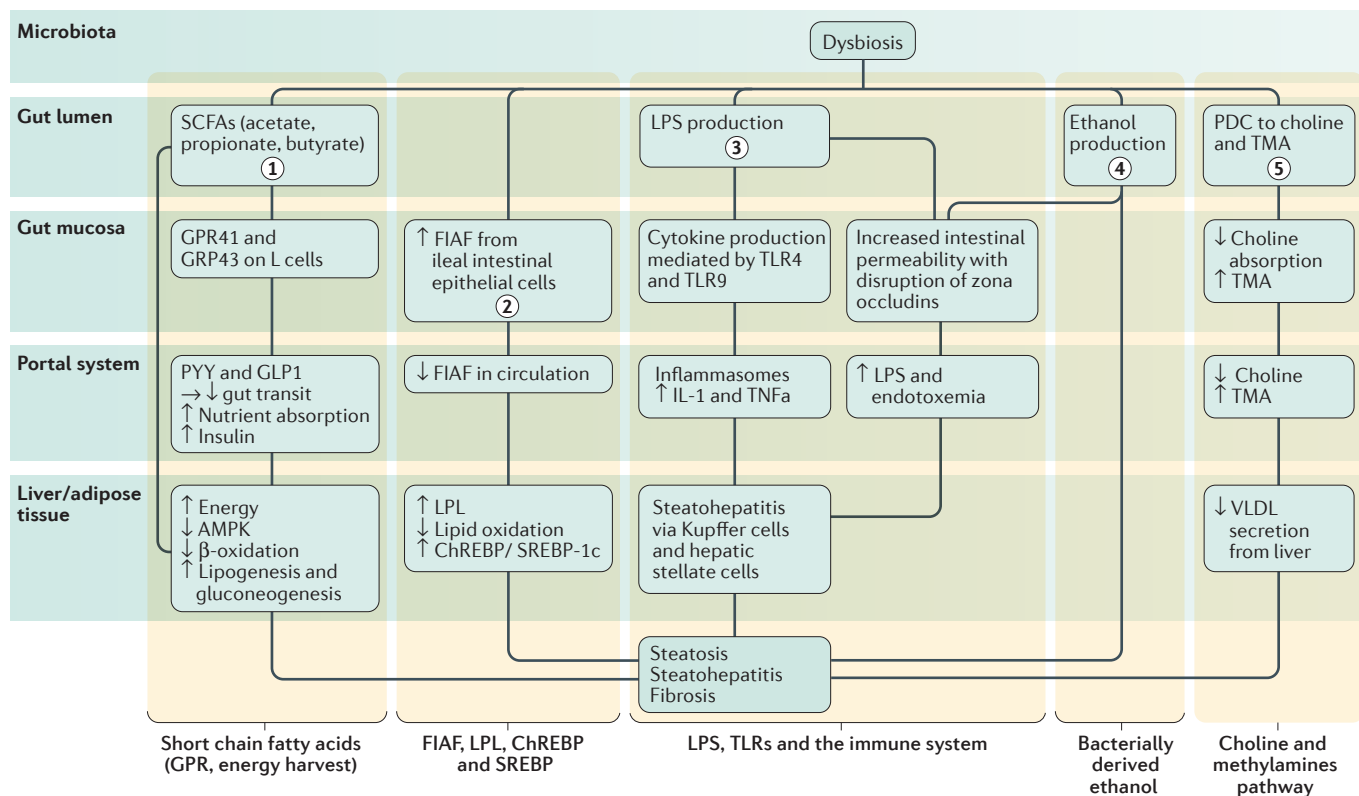 Microbiota
Dysbiosis
Gut lumen
SCFAs (acetate,
propionate, butyrate)
1
LPS production
3
Ethanol
production
4
PDC to choline
and TMA
5
Gut mucosa
GPR41 and
GRP43 on L cells
↑ FIAF from
ileal intestinal
epithelial cells
2
Cytokine production
mediated by TLR4
and TLR9
Increased intestinal
permeability with
disruption of zona
occludins
↓ Choline
absorption
↑ TMA
Portal system
PYY and GLP1
→ ↓ gut transit
↑ Nutrient absorption
↑ Insulin
↓ FIAF in circulation
Inflammasomes
↑ IL-1 and TNFa
↑ LPS and
endotoxemia
↓ Choline
↑ TMA
Liver/adipose
tissue
↑ Energy
↓ AMPK
↓ β-oxidation
↑ Lipogenesis and
gluconeogenesis
↑ LPL
↓ Lipid oxidation
↑ ChREBP/ SREBP-1c
Steatohepatitis
via Kupffer cells
and hepatic
stellate cells
↓ VLDL
secretion
from liver
Steatosis
Steatohepatitis
Fibrosis
Short chain fatty acids
(GPR, energy harvest)
FIAF, LPL, ChREBP
and SREBP
LPS, TLRs and the immune system
Bacterially
derived
ethanol
Choline and
methylamines
pathway